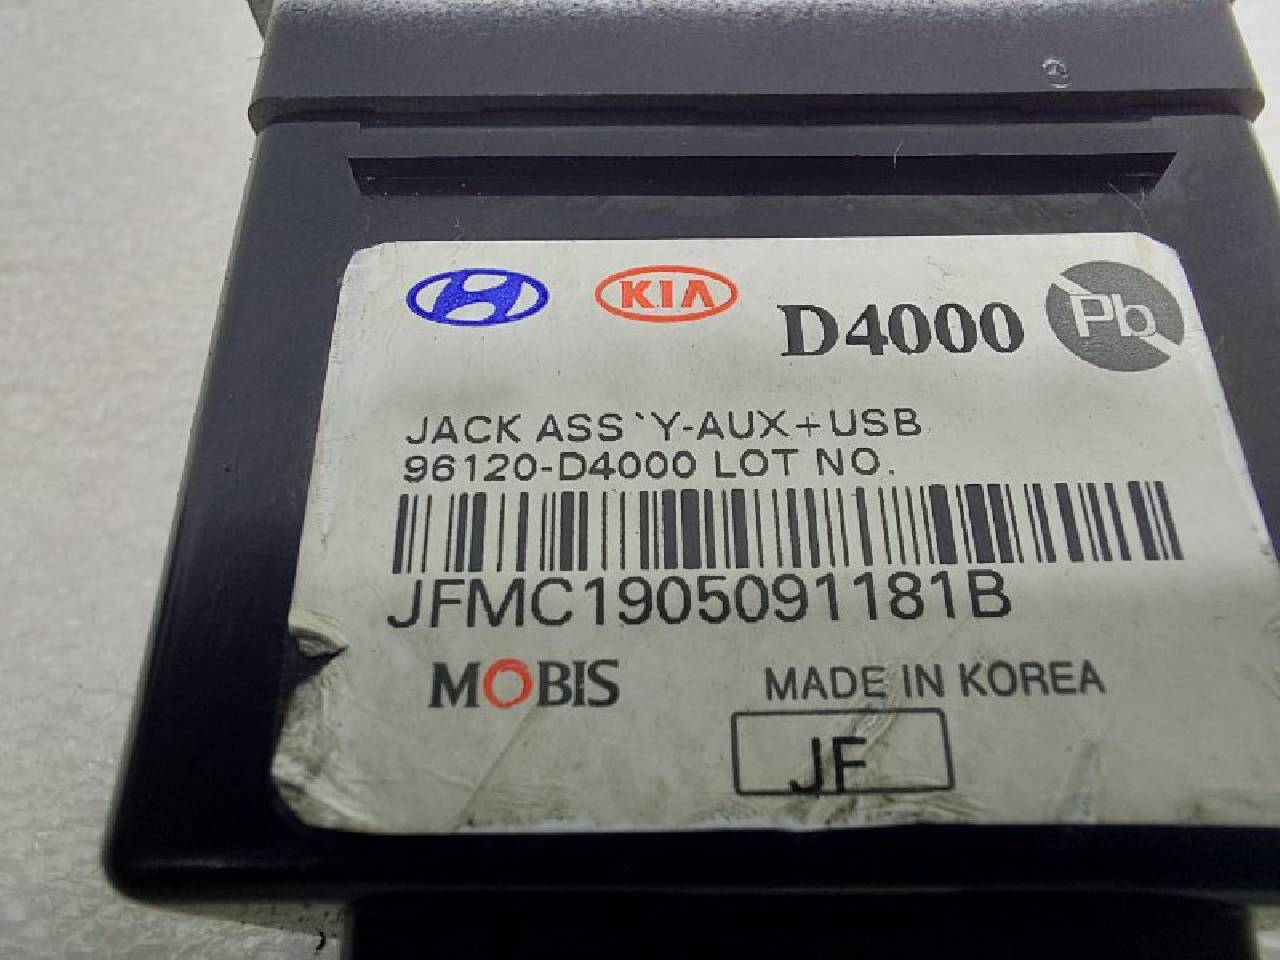 KIA D4000 Pb
JACK ASS`Y-AUX+USB
96120-D4000 LOT NO.
JFMC1905091181B
MOBIS MADE IN KOREA
JF